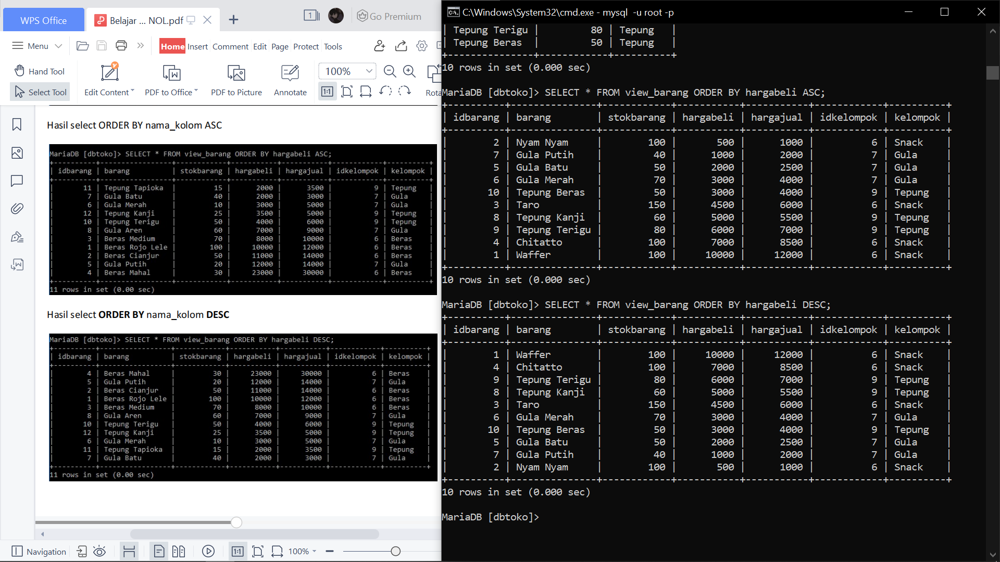 WPS Office
Belajar ... NOL.pdf
1
Go Premium
Menu
Home Insert Comment Edit Page Protect Tools
Hand Tool
Select Tool
Edit Content
PDF to Office
PDF to Picture
Annotate
100%
1:1
Hasil select ORDER BY nama_kolom ASC
MariaDB [dbtoko]> SELECT * FROM view_barang ORDER BY hargabeli ASC;
| idbarang | barang | stokbarang | hargabeli | hargajual | idkelompok | kelompok |
| 11 | Tepung Tapioka | 15 | 2000 | 3500 | 9 | Tepung |
| 7 | Gula Batu | 40 | 2000 | 3000 | 7 | Gula |
| 6 | Gula Merah | 10 | 3000 | 5000 | 7 | Gula |
| 12 | Tepung Kanji | 25 | 3500 | 5000 | 9 | Tepung |
| 10 | Tepung Terigu | 50 | 4000 | 6000 | 9 | Tepung |
| 8 | Gula Aren | 60 | 7000 | 9000 | 7 | Gula |
| 3 | Beras Medium | 70 | 8000 | 10000 | 6 | Beras |
| 1 | Beras Rojo Lele | 100 | 10000 | 12000 | 6 | Beras |
| 2 | Beras Cianjur | 50 | 11000 | 14000 | 6 | Beras |
| 5 | Gula Putih | 20 | 12000 | 14000 | 7 | Gula |
| 4 | Beras Mahal | 30 | 23000 | 30000 | 6 | Beras |
11 rows in set (0.00 sec)
Hasil select ORDER BY nama_kolom DESC
MariaDB [dbtoko]> SELECT * FROM view_barang ORDER BY hargabeli DESC;
| idbarang | barang | stokbarang | hargabeli | hargajual | idkelompok | kelompok |
| 4 | Beras Mahal | 30 | 23000 | 30000 | 6 | Beras |
| 5 | Gula Putih | 20 | 12000 | 14000 | 7 | Gula |
| 2 | Beras Cianjur | 50 | 11000 | 14000 | 6 | Beras |
| 1 | Beras Rojo Lele | 100 | 10000 | 12000 | 6 | Beras |
| 3 | Beras Medium | 70 | 8000 | 10000 | 6 | Beras |
| 8 | Gula Aren | 60 | 7000 | 9000 | 7 | Gula |
| 10 | Tepung Terigu | 50 | 4000 | 6000 | 9 | Tepung |
| 12 | Tepung Kanji | 25 | 3500 | 5000 | 9 | Tepung |
| 6 | Gula Merah | 10 | 3000 | 5000 | 7 | Gula |
| 11 | Tepung Tapioka | 15 | 2000 | 3500 | 9 | Tepung |
| 7 | Gula Batu | 40 | 2000 | 3000 | 7 | Gula |
11 rows in set (0.00 sec)
Navigation
1:1
100%
C:\Windows\System32\cmd.exe - mysql -u root -p
| Tepung Terigu | 80 | Tepung |
| Tepung Beras | 50 | Tepung |
10 rows in set (0.000 sec)
MariaDB [dbtoko]> SELECT * FROM view_barang ORDER BY hargabeli ASC;
| idbarang | barang | stokbarang | hargabeli | hargajual | idkelompok | kelompok |
| 2 | Nyam Nyam | 100 | 500 | 1000 | 6 | Snack |
| 7 | Gula Putih | 40 | 1000 | 2000 | 7 | Gula |
| 5 | Gula Batu | 50 | 2000 | 2500 | 7 | Gula |
| 6 | Gula Merah | 70 | 3000 | 4000 | 7 | Gula |
| 10 | Tepung Beras | 50 | 3000 | 4000 | 9 | Tepung |
| 3 | Taro | 150 | 4500 | 6000 | 6 | Snack |
| 8 | Tepung Kanji | 60 | 5000 | 5500 | 9 | Tepung |
| 9 | Tepung Terigu | 80 | 6000 | 7000 | 9 | Tepung |
| 4 | Chitatto | 100 | 7000 | 8500 | 6 | Snack |
| 1 | Waffer | 100 | 10000 | 12000 | 6 | Snack |
10 rows in set (0.000 sec)
MariaDB [dbtoko]> SELECT * FROM view_barang ORDER BY hargabeli DESC;
| idbarang | barang | stokbarang | hargabeli | hargajual | idkelompok | kelompok |
| 1 | Waffer | 100 | 10000 | 12000 | 6 | Snack |
| 4 | Chitatto | 100 | 7000 | 8500 | 6 | Snack |
| 9 | Tepung Terigu | 80 | 6000 | 7000 | 9 | Tepung |
| 8 | Tepung Kanji | 60 | 5000 | 5500 | 9 | Tepung |
| 3 | Taro | 150 | 4500 | 6000 | 6 | Snack |
| 6 | Gula Merah | 70 | 3000 | 4000 | 7 | Gula |
| 10 | Tepung Beras | 50 | 3000 | 4000 | 9 | Tepung |
| 5 | Gula Batu | 50 | 2000 | 2500 | 7 | Gula |
| 7 | Gula Putih | 40 | 1000 | 2000 | 7 | Gula |
| 2 | Nyam Nyam | 100 | 500 | 1000 | 6 | Snack |
10 rows in set (0.000 sec)
MariaDB [dbtoko]>